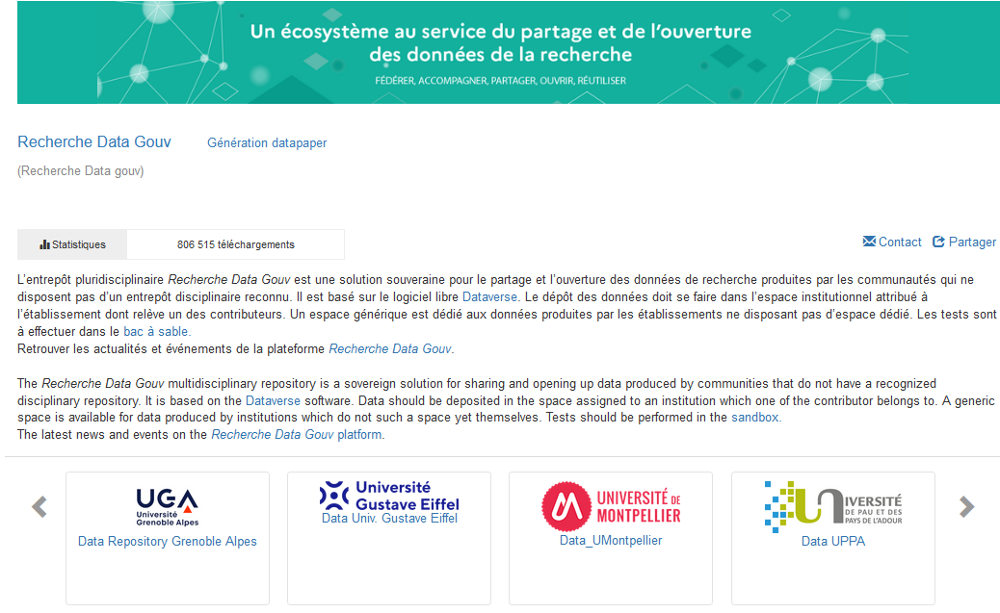 Un écosystème au service du partage et de l'ouverture
des données de la recherche
FÉDÉRER, ACCOMPAGNER, PARTAGER, OUVRIR, RÉUTILISER
Recherche Data Gouv Génération datapaper
(Recherche Data gouv)
Statistiques 806 515 téléchargements Contact Partager
L'entrepôt pluridisciplinaire Recherche Data Gouv est une solution souveraine pour le partage et l'ouverture des données de recherche produites par les communautés qui ne
disposent pas d'un entrepôt disciplinaire reconnu. Il est basé sur le logiciel libre Dataverse. Le dépôt des données doit se faire dans l'espace institutionnel attribué à
l'établissement dont relève un des contributeurs. Un espace générique est dédié aux données produites par les établissements ne disposant pas d'espace dédié. Les tests sont
à effectuer dans le bac à sable.
Retrouver les actualités et événements de la plateforme Recherche Data Gouv.
The Recherche Data Gouv multidisciplinary repository is a sovereign solution for sharing and opening up data produced by communities that do not have a recognized
disciplinary repository. It is based on the Dataverse software. Data should be deposited in the space assigned to an institution which one of the contributor belongs to. A generic
space is available for data produced by institutions which do not such a space yet themselves. Tests should be performed in the sandbox.
The latest news and events on the Recherche Data Gouv platform.
UGA
Université
Grenoble Alpes
Data Repository Grenoble Alpes
Université
Gustave Eiffel
Data Univ. Gustave Eiffel
UNIVERSITÉ DE
MONTPELLIER
Data_UMontpellier
UNIVERSITÉ
DE PAU ET DES
PAYS DE L'ADOUR
Data UPPA